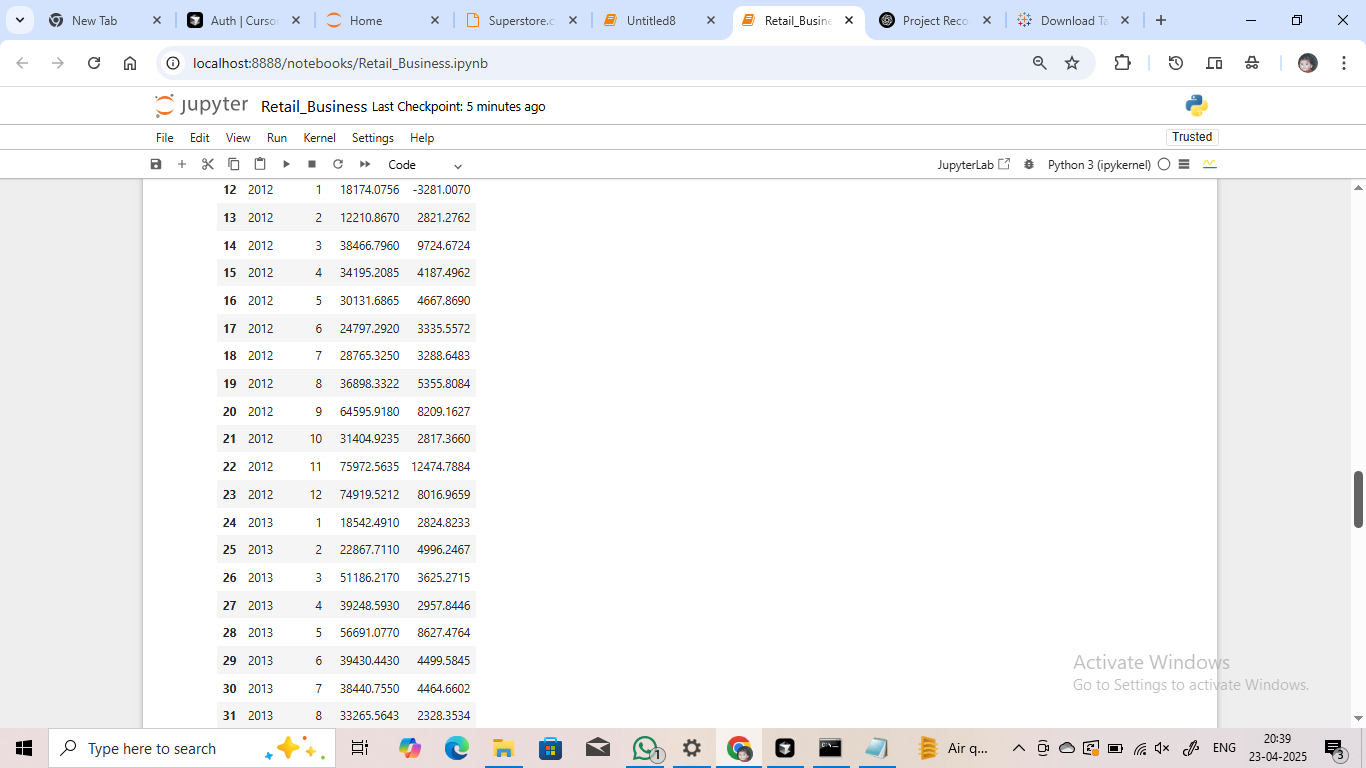 New Tab
Auth | Curso
Home
Superstore.c
Untitled8
Retail_Busine
Project Reco
Download Ta
localhost:8888/notebooks/Retail_Business.ipynb
jupyter Retail_Business Last Checkpoint: 5 minutes ago
File Edit View Run Kernel Settings Help
Trusted
Code
JupyterLab
Python 3 (ipykernel)
12 2012 1 18174.0756 -3281.0070
13 2012 2 12210.8670 2821.2762
14 2012 3 38466.7960 9724.6724
15 2012 4 34195.2085 4187.4962
16 2012 5 30131.6865 4667.8690
17 2012 6 24797.2920 3335.5572
18 2012 7 28765.3250 3288.6483
19 2012 8 36898.3322 5355.8084
20 2012 9 64595.9180 8209.1627
21 2012 10 31404.9235 2817.3660
22 2012 11 75972.5635 12474.7884
23 2012 12 74919.5212 8016.9659
24 2013 1 18542.4910 2824.8233
25 2013 2 22867.7110 4996.2467
26 2013 3 51186.2170 3625.2715
27 2013 4 39248.5930 2957.8446
28 2013 5 56691.0770 8627.4764
29 2013 6 39430.4430 4499.5845
30 2013 7 38440.7550 4464.6602
31 2013 8 33265.5643 2328.3534
Activate Windows
Go to Settings to activate Windows.
Type here to search
1
Air q...
ENG
20:39
23-04-2025
3